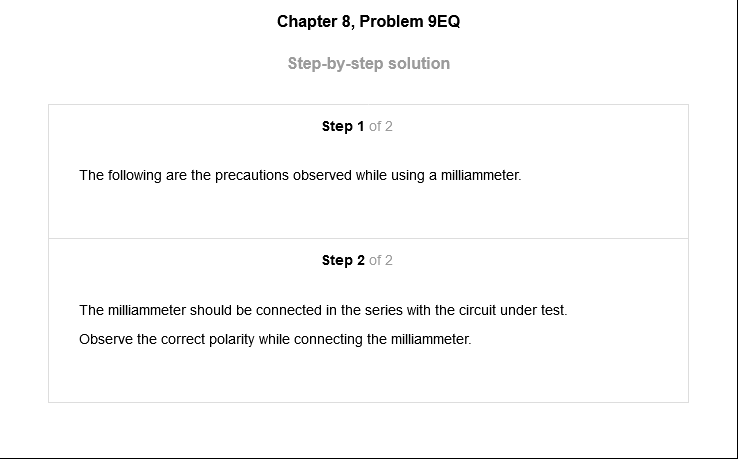 Chapter 8, Problem 9EQ
Step-by-step solution
Step 1 of 2
The following are the precautions observed while using a milliammeter.
Step 2 of 2
The milliammeter should be connected in the series with the circuit under test.
Observe the correct polarity while connecting the milliammeter.